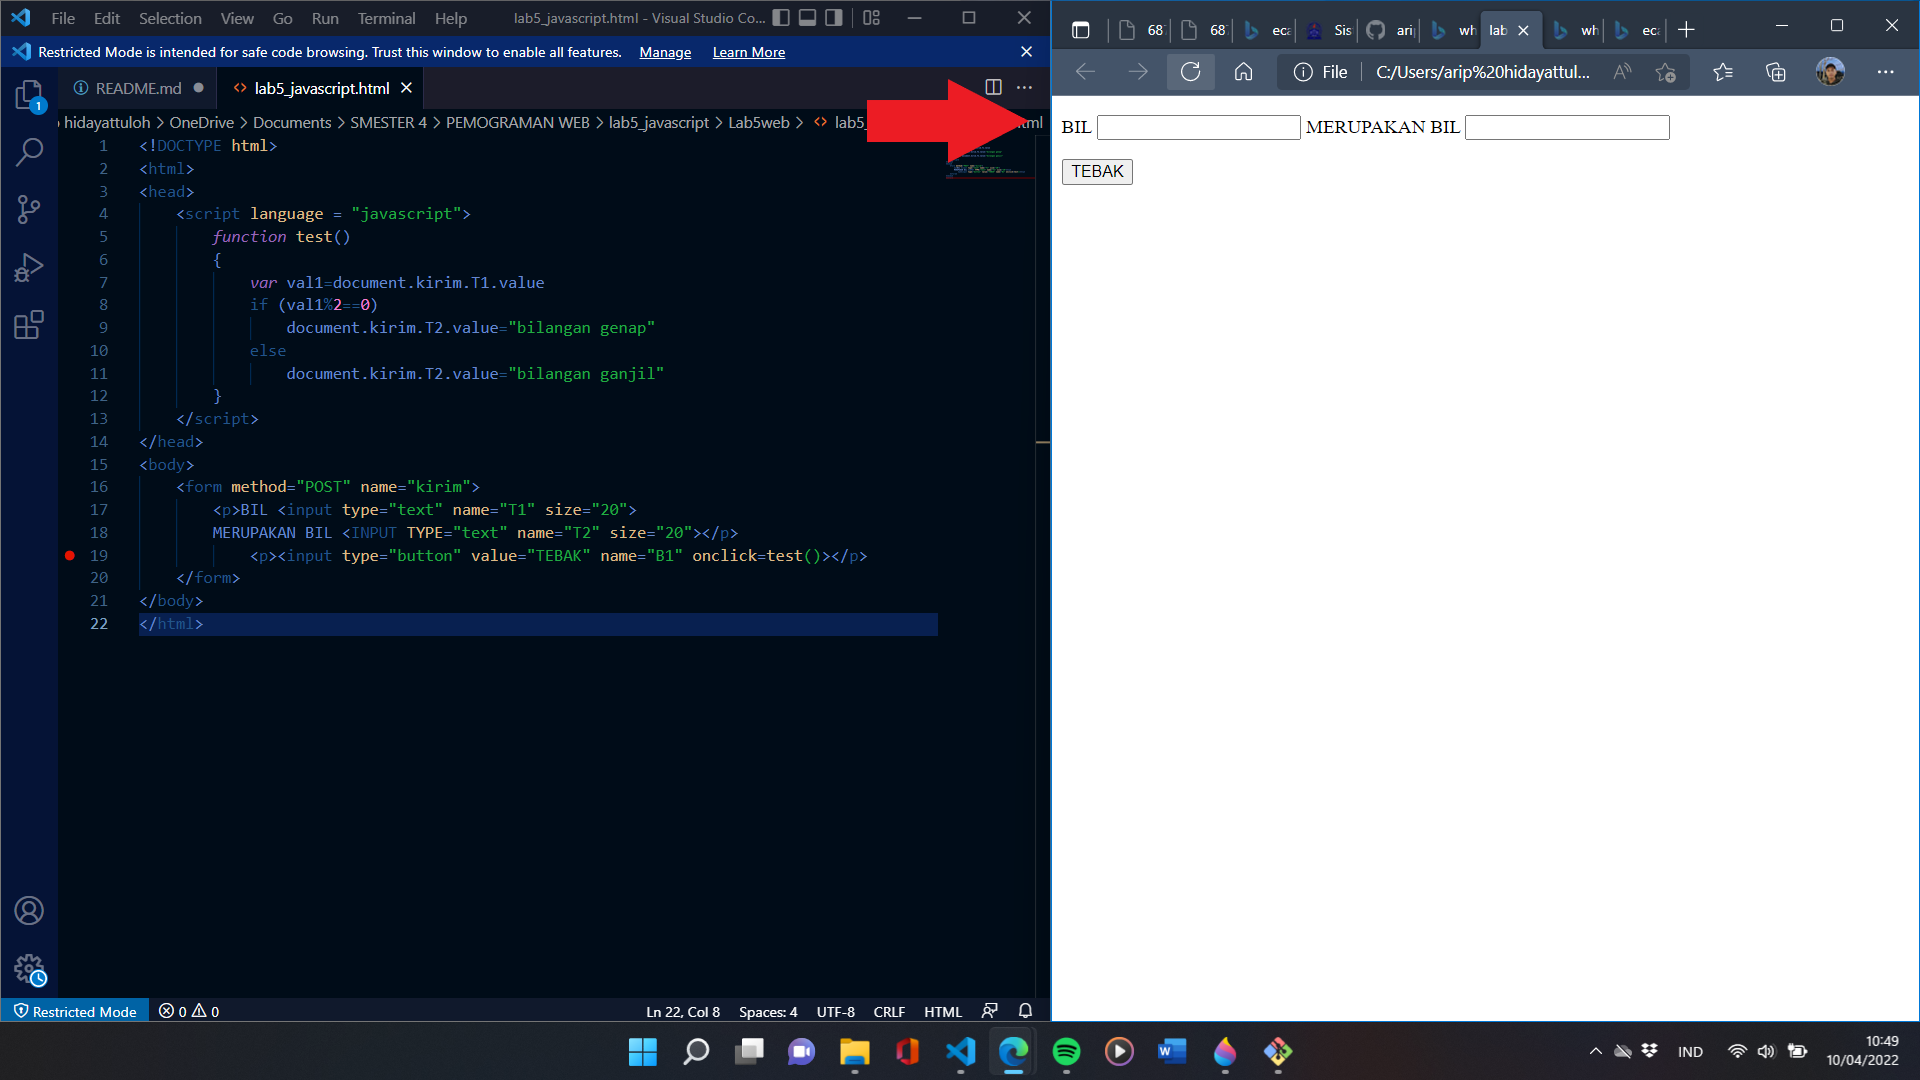 File Edit Selection View Go Run Terminal Help lab5_javascript.html - Visual Studio Co...
Restricted Mode is intended for safe code browsing. Trust this window to enable all features. Manage Learn More
README.md lab5_javascript.html
hidayattuloh > OneDrive > Documents > SMESTER 4 > PEMOGRAMAN WEB > lab5_javascript > Lab5web > <> lab5_ ml
1 <!DOCTYPE html>
2 <html>
3 <head>
4 <script language = "javascript">
5 function test()
6 {
7 var val1=document.kirim.T1.value
8 if (val1%2==0)
9 document.kirim.T2.value="bilangan genap"
10 else
11 document.kirim.T2.value="bilangan ganjil"
12 }
13 </script>
14 </head>
15 <body>
16 <form method="POST" name="kirim">
17 <p>BIL <input type="text" name="T1" size="20">
18 MERUPAKAN BIL <INPUT TYPE="text" name="T2" size="20"></p>
19 <p><input type="button" value="TEBAK" name="B1" onclick=test()></p>
20 </form>
21 </body>
22 </html>
1
Restricted Mode 0 0 Ln 22, Col 8 Spaces: 4 UTF-8 CRLF HTML
68 68 eca Sis arip wh lab wh eca
File C:/Users/arip%20hidayattul...
BIL MERUPAKAN BIL
TEBAK
IND 10:49
10/04/2022